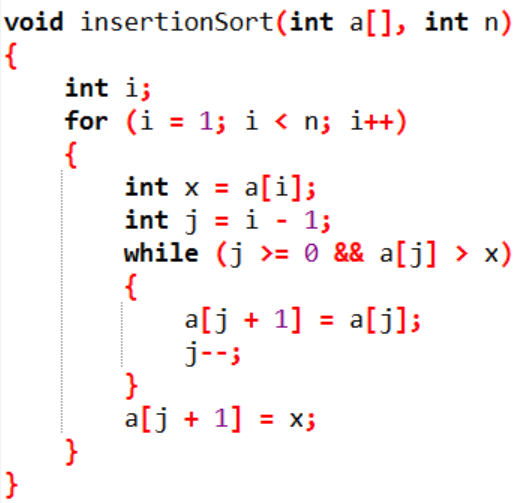 void insertionSort(int a[], int n)
{
    int i;
    for (i = 1; i < n; i++)
    {
        int x = a[i];
        int j = i - 1;
        while (j >= 0 && a[j] > x)
        {
            a[j + 1] = a[j];
            j--;
        }
        a[j + 1] = x;
    }
}